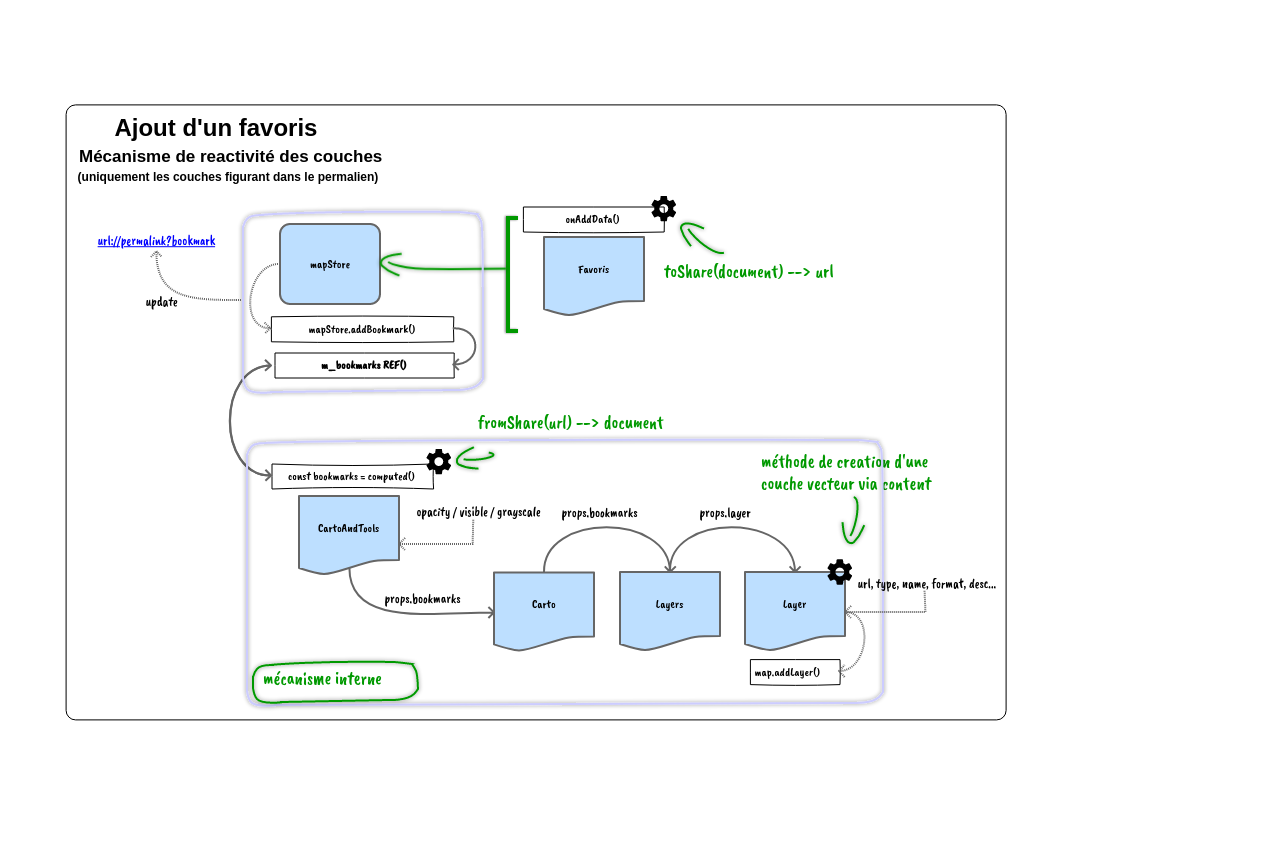 Ajout d'un favoris
Mécanisme de reactivité des couches
(uniquement les couches figurant dans le permalien)
url://permalink?bookmark
update
mapStore
mapStore.addBookmark()
m_bookmarks REF()
onAddData()
Favoris
toShare(document) --> url
fromShare(url) --> document
const bookmarks = computed()
CartoAndTools
opacity / visible / grayscale
props.bookmarks
props.bookmarks
props.layer
méthode de creation d'une
couche vecteur via content
Carto
Layers
Layer
url, type, name, format, desc...
map.addLayer()
mécanisme interne